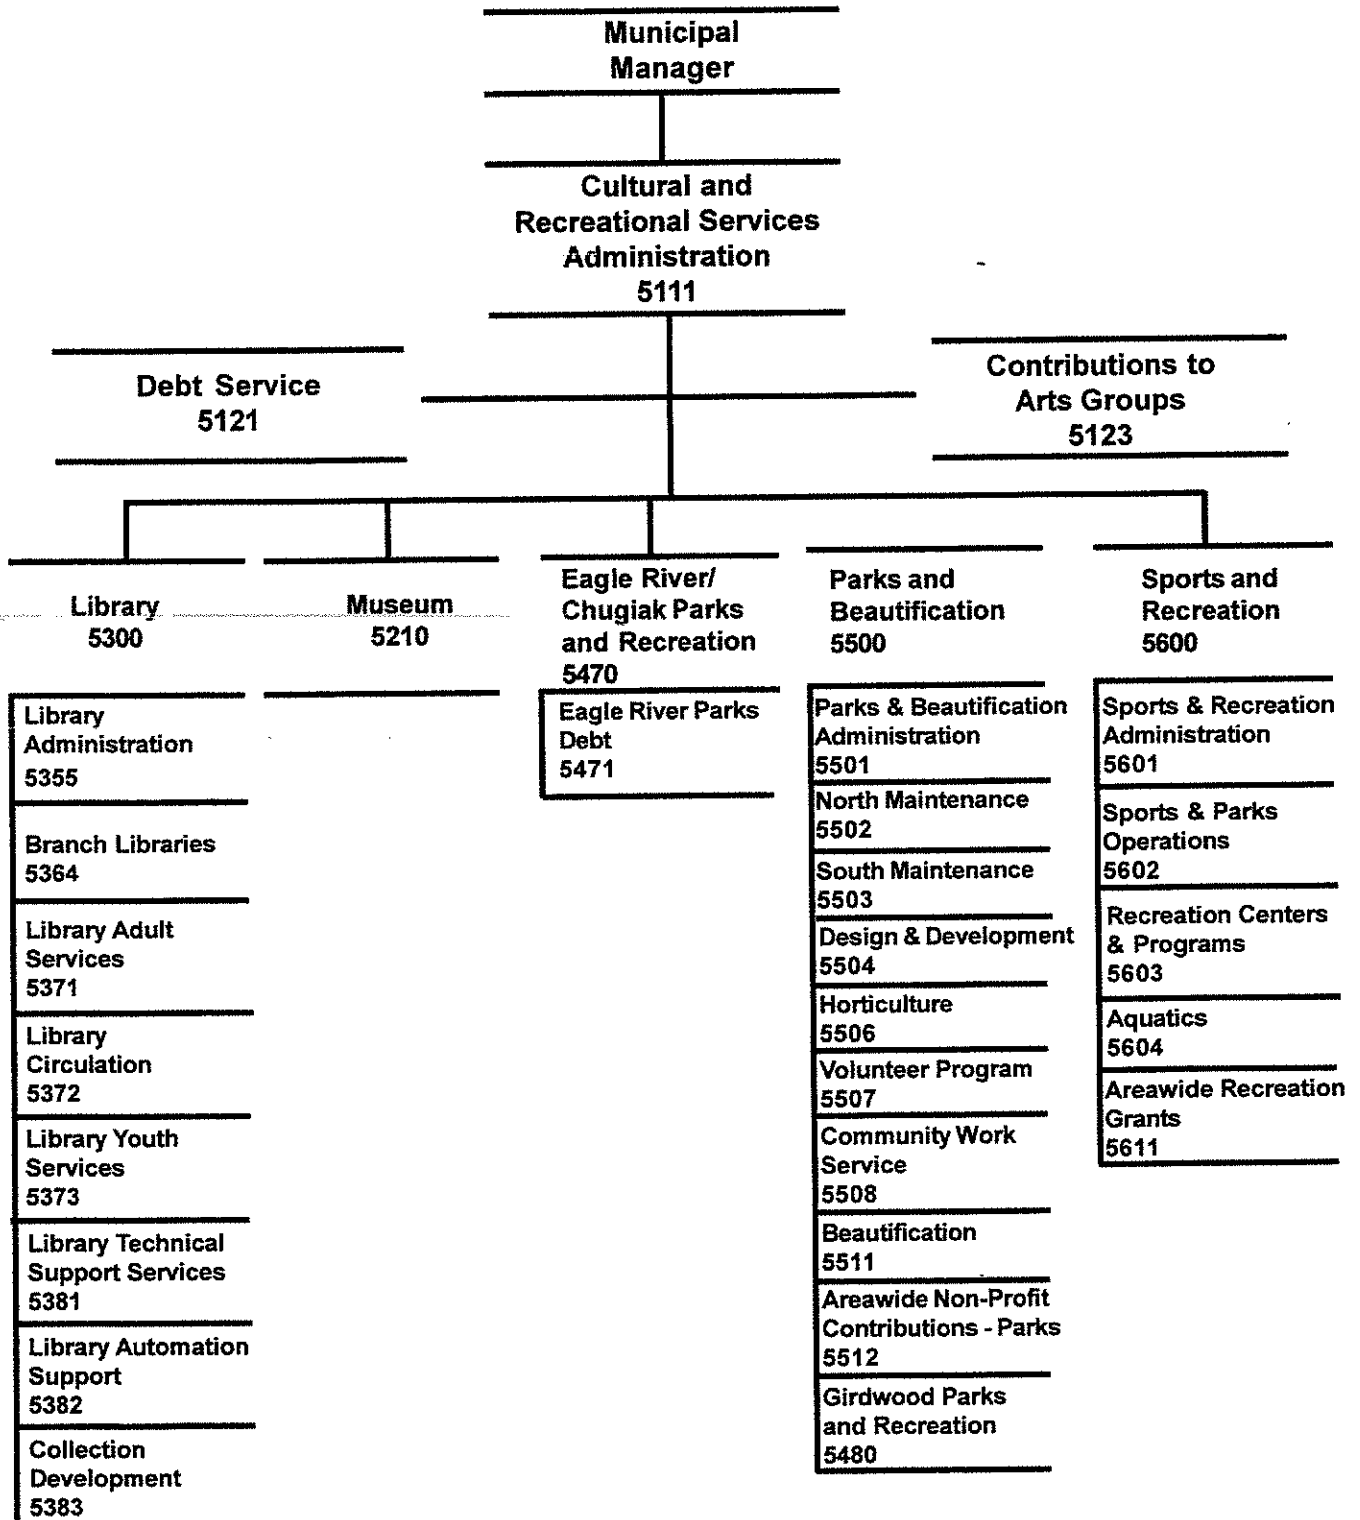 Municipal
Manager
Cultural and
Recreational Services
Administration
5111
Debt Service
5121
Contributions to
Arts Groups
5123
Library
5300
Museum
5210
Eagle River/
Chugiak Parks
and Recreation
5470
Parks and
Beautification
5500
Sports and
Recreation
5600
Library
Administration
5355
Branch Libraries
5364
Library Adult
Services
5371
Library
Circulation
5372
Library Youth
Services
5373
Library Technical
Support Services
5381
Library Automation
Support
5382
Collection
Development
5383
Eagle River Parks
Debt
5471
Parks & Beautification
Administration
5501
North Maintenance
5502
South Maintenance
5503
Design & Development
5504
Horticulture
5506
Volunteer Program
5507
Community Work
Service
5508
Beautification
5511
Areawide Non-Profit
Contributions - Parks
5512
Girdwood Parks
and Recreation
5480
Sports & Recreation
Administration
5601
Sports & Parks
Operations
5602
Recreation Centers
& Programs
5603
Aquatics
5604
Areawide Recreation
Grants
5611